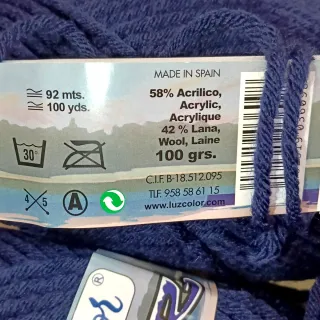 MADE IN SPAIN
92 mts.
100 yds.
58% Acrilico,
Acrylic,
Acrylique
42 % Lana,
Wool, Laine
100 grs.
30°
4 5
A
C.I.F. B-18.512.095
TLF. 958 58 61 15
www.luzcolor.com
®